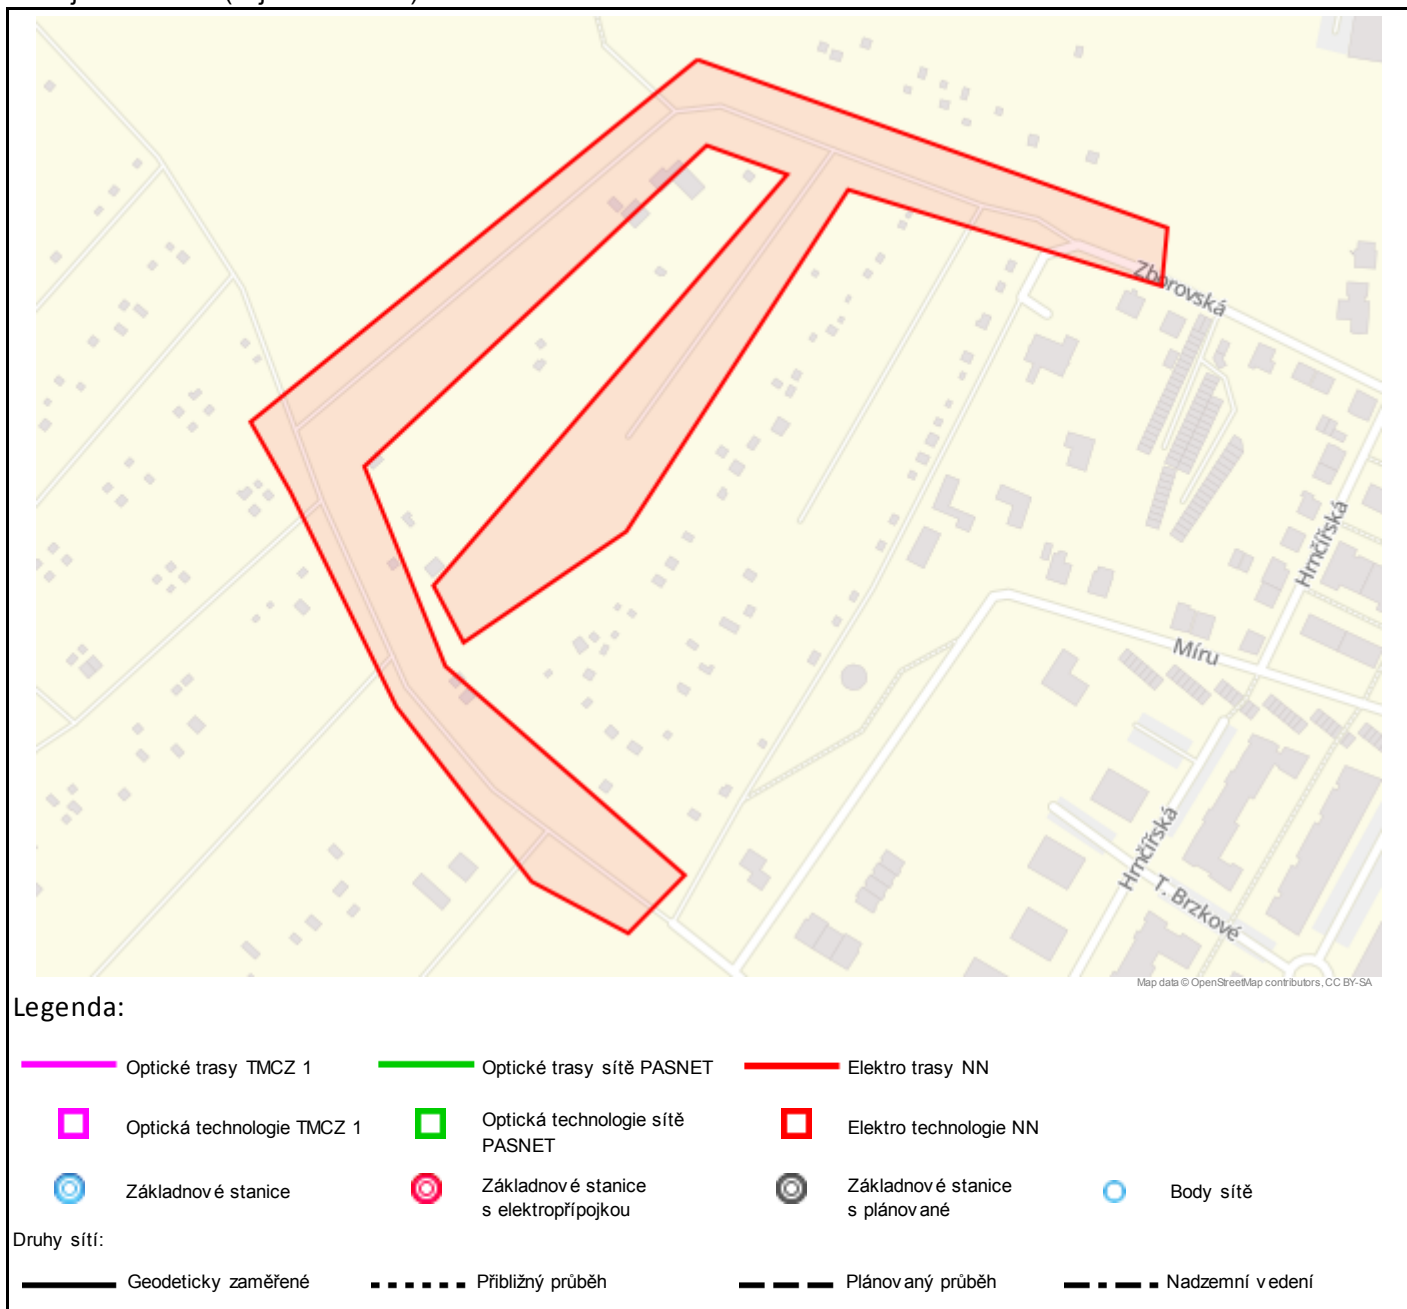 Zborovská
Hrnčířská
Míru
Hrnčířská
T. Brzkové
Map data © OpenStreetMap contributors, CC BY-SA
Legenda:
Optické trasy TMCZ 1
Optické trasy sítě PASNET
Elektro trasy NN
Optická technologie TMCZ 1
Optická technologie sítě
PASNET
Elektro technologie NN
Základnové stanice
Základnové stanice
s elektropřípojkou
Základnové stanice
s plánované
Body sítě
Druhy sítí:
Geodeticky zaměřené
Přibližný průběh
Plánovaný průběh
Nadzemní vedení